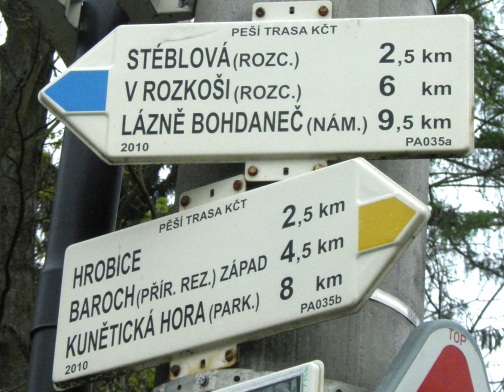 PEŠÍ TRASA KČT
STÉBLOVÁ (ROZC.) 2,5 km
V ROZKOŠI (ROZC.) 6 km
LÁZNĚ BOHDANEČ (NÁM.) 9,5 km
2010 PA035a
PĚŠÍ TRASA KČT
HROBICE 2,5 km
BAROCH (PŘÍR. REZ.) ZÁPAD 4,5 km
KUNĚTICKÁ HORA (PARK.) 8 km
2010 PA035b
TOP